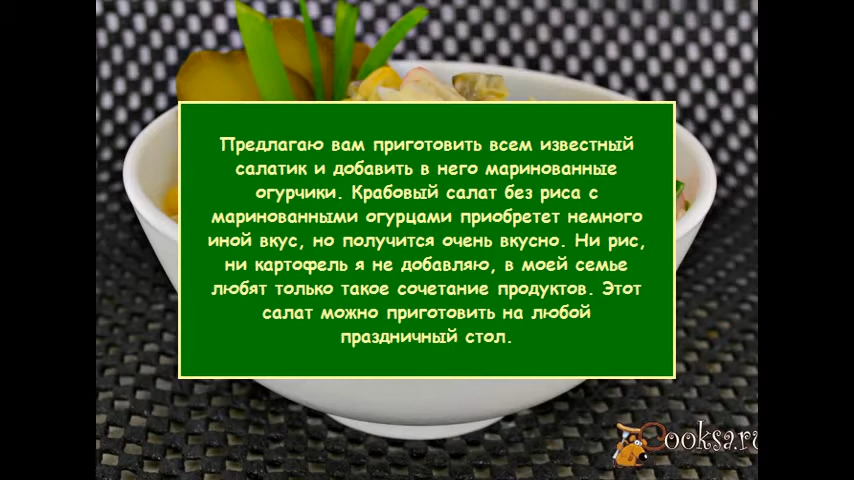 Предлагаю вам приготовить всем известный
салатик и добавить в него маринованные
огурчики. Крабовый салат без риса с
маринованными огурцами приобретет немного
иной вкус, но получится очень вкусно. Ни рис,
ни картофель я не добавляю, в моей семье
любят только такое сочетание продуктов. Этот
салат можно приготовить на любой
праздничный стол.
Cooksa.ru